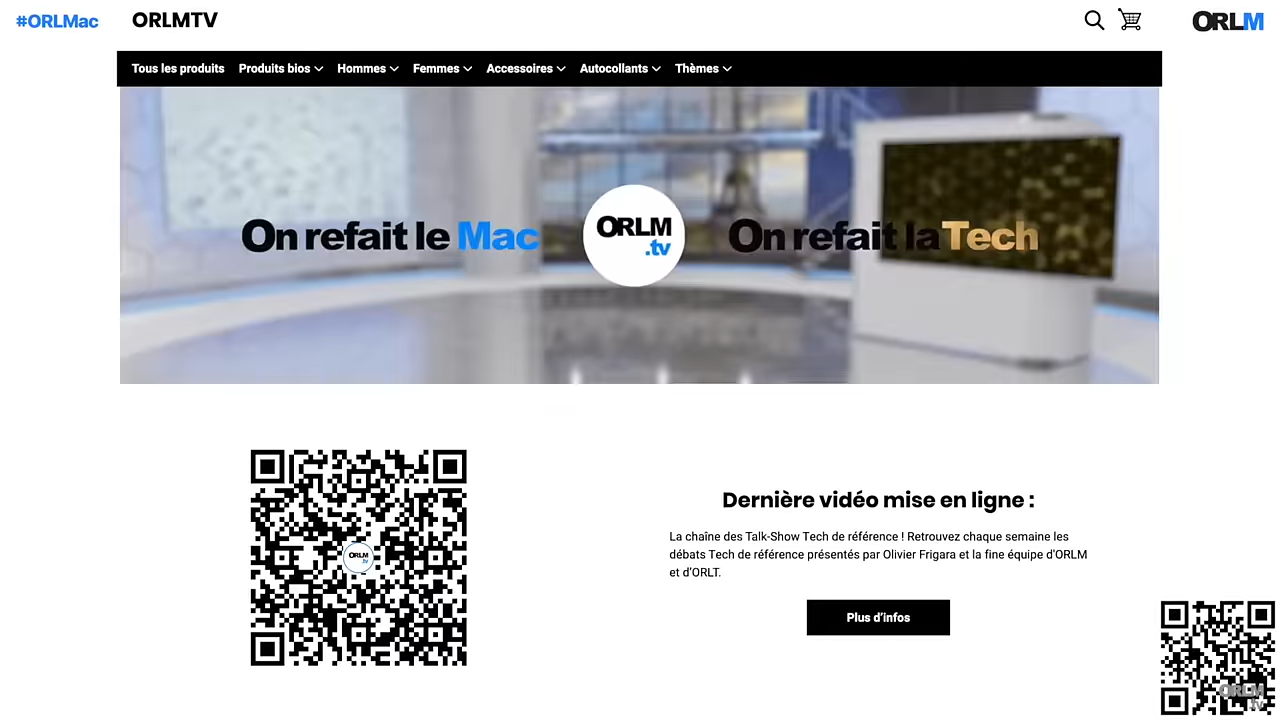 #ORLMac
ORLMTV
ORLM
Tous les produits Produits bios Hommes Femmes Accessoires Autocollants Thèmes
On refait le Mac
ORLM
.tv
On refait la Tech
ORLM
.tv
Dernière vidéo mise en ligne :
La chaîne des Talk-Show Tech de référence ! Retrouvez chaque semaine les
débats Tech de référence présentés par Olivier Frigara et la fine équipe d'ORLM
et d'ORLT.
Plus d'infos
ORLM
.tv